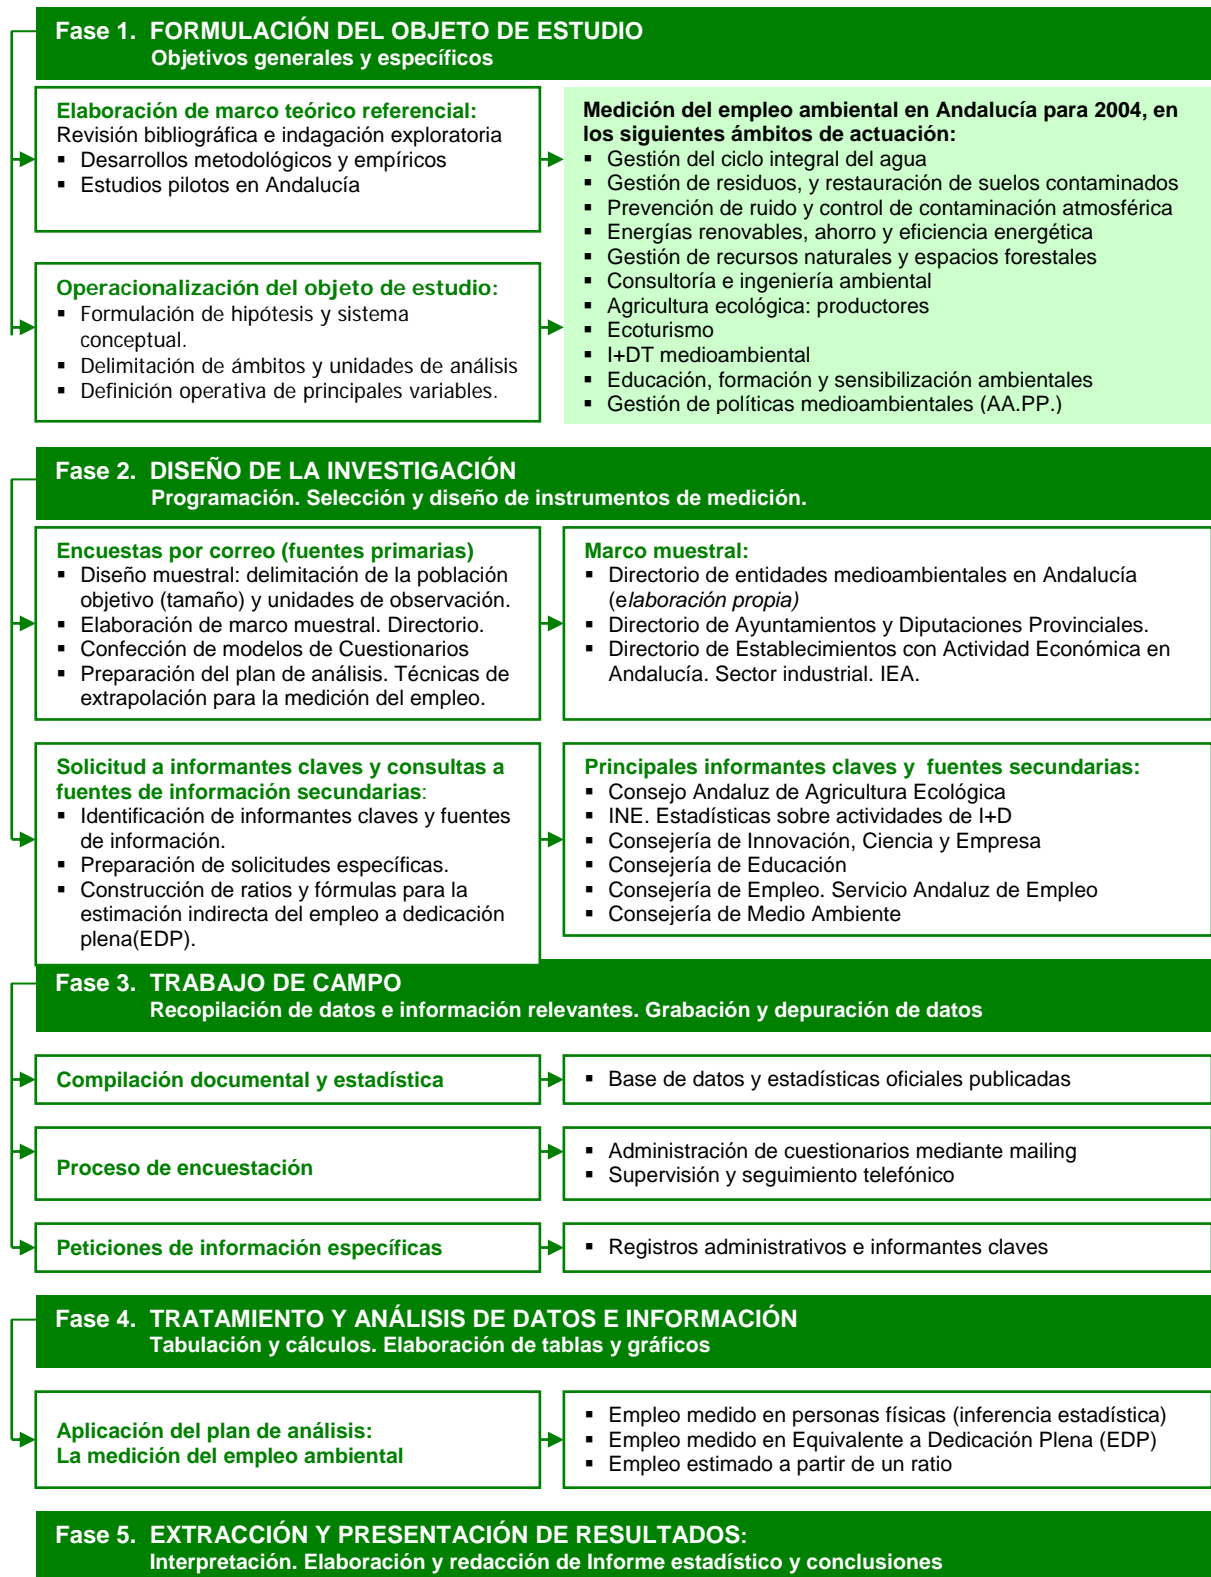 Fase 1. FORMULACIÓN DEL OBJETO DE ESTUDIO
Objetivos generales y específicos
Elaboración de marco teórico referencial:
Revisión bibliográfica e indagación exploratoria
▪ Desarrollos metodológicos y empíricos
▪ Estudios pilotos en Andalucía
Operacionalización del objeto de estudio:
▪ Formulación de hipótesis y sistema
conceptual.
▪ Delimitación de ámbitos y unidades de análisis
▪ Definición operativa de principales variables.
Medición del empleo ambiental en Andalucía para 2004, en
los siguientes ámbitos de actuación:
▪ Gestión del ciclo integral del agua
▪ Gestión de residuos, y restauración de suelos contaminados
▪ Prevención de ruido y control de contaminación atmosférica
▪ Energías renovables, ahorro y eficiencia energética
▪ Gestión de recursos naturales y espacios forestales
▪ Consultoría e ingeniería ambiental
▪ Agricultura ecológica: productores
▪ Ecoturismo
▪ I+DT medioambiental
▪ Educación, formación y sensibilización ambientales
▪ Gestión de políticas medioambientales (AA.PP.)
Fase 2. DISEÑO DE LA INVESTIGACIÓN
Programación. Selección y diseño de instrumentos de medición.
Encuestas por correo (fuentes primarias)
▪ Diseño muestral: delimitación de la población
objetivo (tamaño) y unidades de observación.
▪ Elaboración de marco muestral. Directorio.
▪ Confección de modelos de Cuestionarios
▪ Preparación del plan de análisis. Técnicas de
extrapolación para la medición del empleo.
Marco muestral:
▪ Directorio de entidades medioambientales en Andalucía
(elaboración propia)
▪ Directorio de Ayuntamientos y Diputaciones Provinciales.
▪ Directorio de Establecimientos con Actividad Económica en
Andalucía. Sector industrial. IEA.
Solicitud a informantes claves y consultas a
fuentes de información secundarias:
▪ Identificación de informantes claves y fuentes
de información.
▪ Preparación de solicitudes específicas.
▪ Construcción de ratios y fórmulas para la
estimación indirecta del empleo a dedicación
plena(EDP).
Principales informantes claves y fuentes secundarias:
▪ Consejo Andaluz de Agricultura Ecológica
▪ INE. Estadísticas sobre actividades de I+D
▪ Consejería de Innovación, Ciencia y Empresa
▪ Consejería de Educación
▪ Consejería de Empleo. Servicio Andaluz de Empleo
▪ Consejería de Medio Ambiente
Fase 3. TRABAJO DE CAMPO
Recopilación de datos e información relevantes. Grabación y depuración de datos
Compilación documental y estadística
▪ Base de datos y estadísticas oficiales publicadas
Proceso de encuestación
▪ Administración de cuestionarios mediante mailing
▪ Supervisión y seguimiento telefónico
Peticiones de información específicas
▪ Registros administrativos e informantes claves
Fase 4. TRATAMIENTO Y ANÁLISIS DE DATOS E INFORMACIÓN
Tabulación y cálculos. Elaboración de tablas y gráficos
Aplicación del plan de análisis:
La medición del empleo ambiental
▪ Empleo medido en personas físicas (inferencia estadística)
▪ Empleo medido en Equivalente a Dedicación Plena (EDP)
▪ Empleo estimado a partir de un ratio
Fase 5. EXTRACCIÓN Y PRESENTACIÓN DE RESULTADOS:
Interpretación. Elaboración y redacción de Informe estadístico y conclusiones